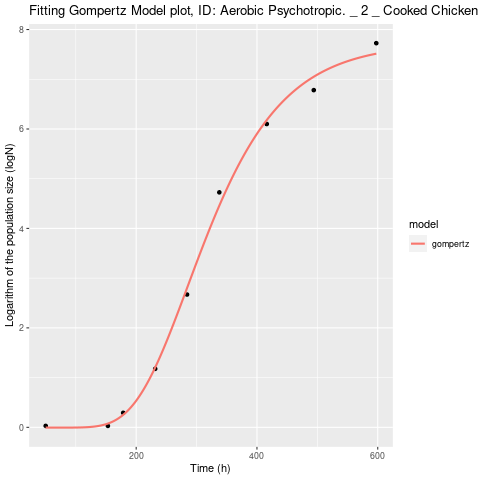 Fitting Gompertz Model plot, ID: Aerobic Psychotropic. _ 2 _ Cooked Chicken
8
6
4
2
0
Logarithm of the population size (logN)
200
400
600
Time (h)
model
gompertz